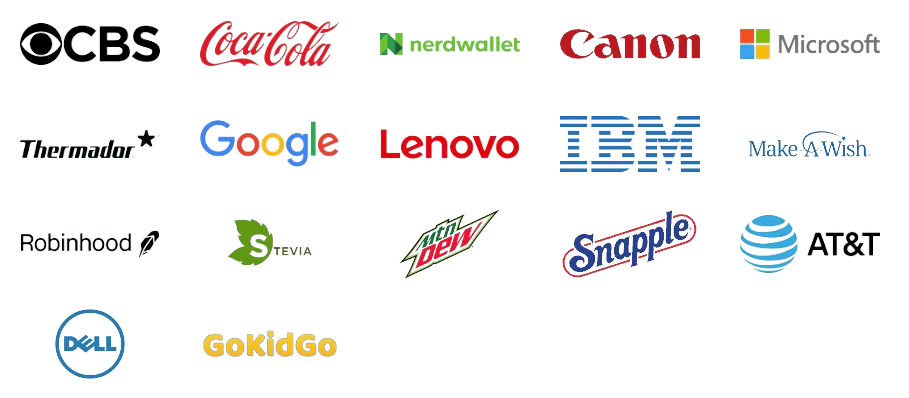 CBS
Coca-Cola
nerdwallet
Canon
Microsoft
Thermador
Google
Lenovo
IBM
Make-A-Wish
Robinhood
STEVIA
Mtn DEW
Snapple
AT&T
DELL
GoKidGo